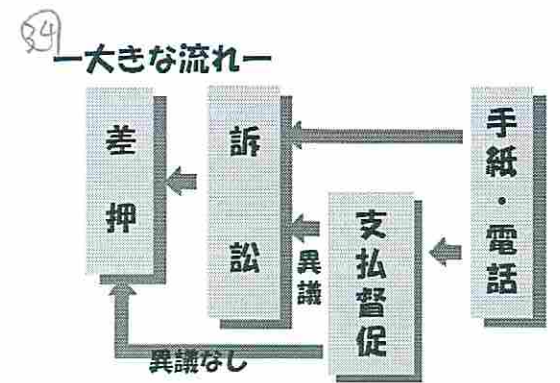 34
ー大きな流れー
手紙・電話
支払督促
異議
訴訟
異議なし
差押